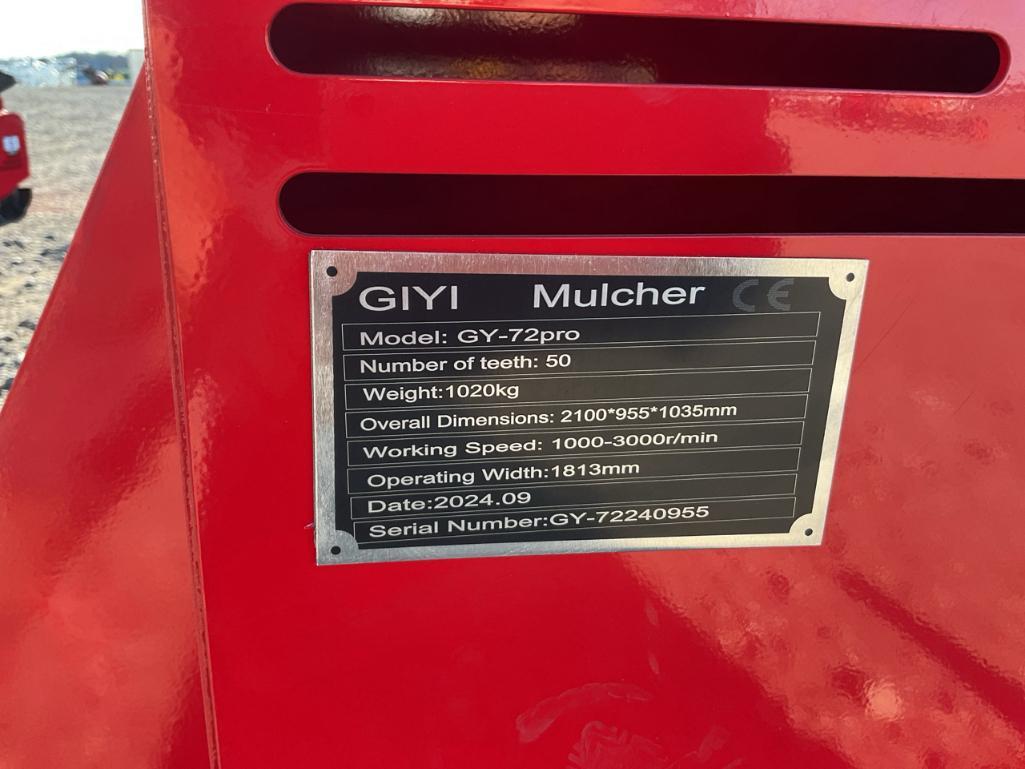 GIYI Mulcher CE
Model: GY-72pro
Number of teeth: 50
Weight:1020kg
Overall Dimensions: 2100*955*1035mm
Working Speed: 1000-3000r/min
Operating Width:1813mm
Date:2024.09
Serial Number:GY-72240955